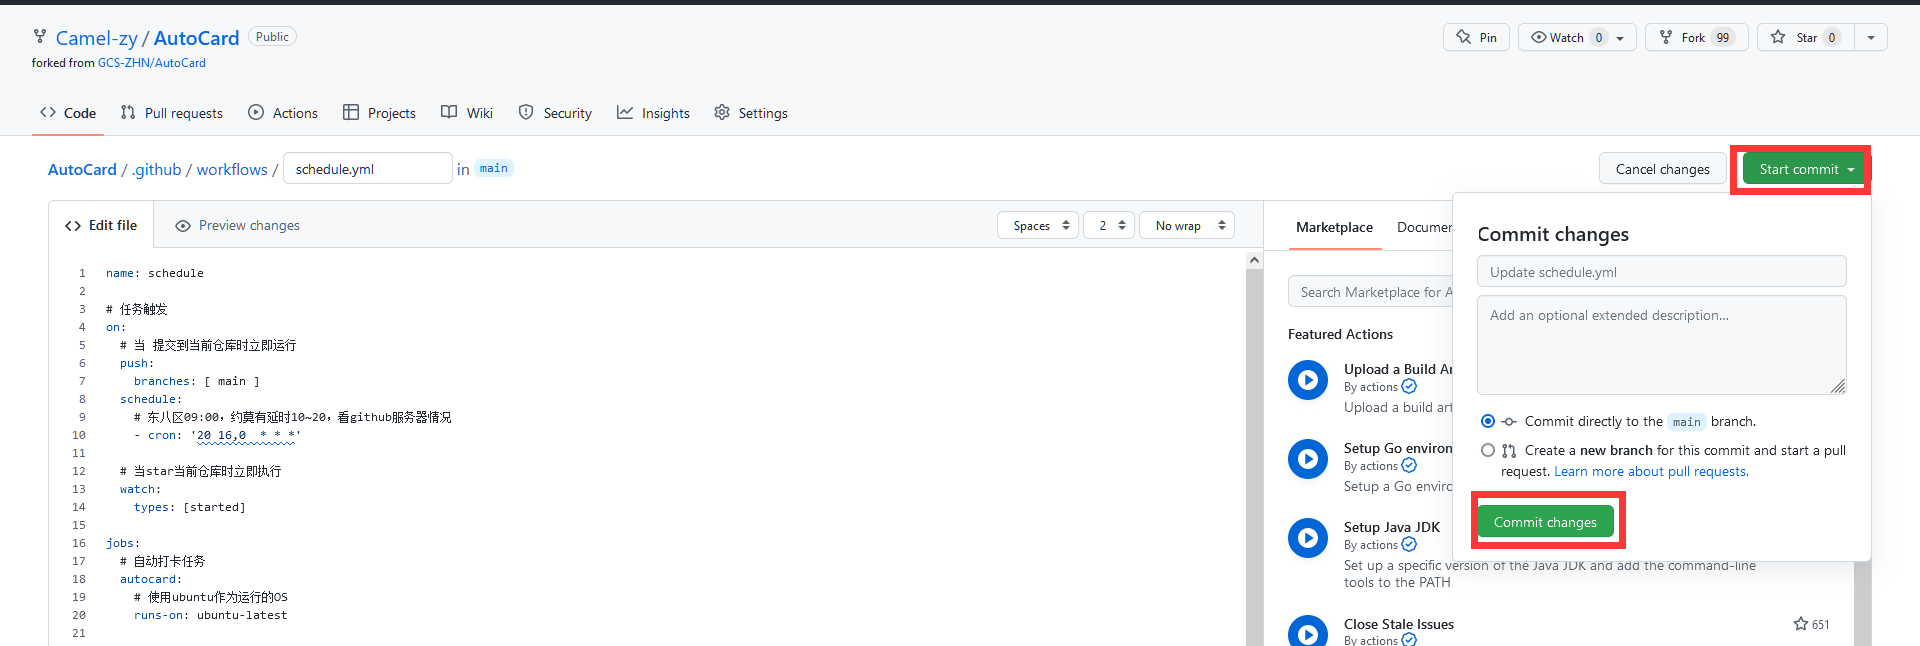 Camel-zy / AutoCard Public
Pin
Watch 0
Fork 99
Star 0
forked from GCS-ZHN/AutoCard
Code
Pull requests
Actions
Projects
Wiki
Security
Insights
Settings
AutoCard / .github / workflows / schedule.yml in main
Cancel changes
Start commit
Edit file
Preview changes
Spaces
2
No wrap
1 name: schedule
2
3 # 任务触发
4 on:
5 # 当 提交到当前仓库时立即运行
6 push:
7 branches: [ main ]
8 schedule:
9 # 东八区09:00，约莫有延时10~20，看github服务器情况
10 - cron: '20 16,0  * * *'
11
12 # 当star当前仓库时立即执行
13 watch:
14 types: [started]
15
16 jobs:
17 # 自动打卡任务
18 autocard:
19 # 使用ubuntu作为运行的OS
20 runs-on: ubuntu-latest
21
Marketplace
Documen
Search Marketplace for A
Featured Actions
Upload a Build Ar
By actions
Upload a build art
Setup Go environ
By actions
Setup a Go enviro
Setup Java JDK
By actions
Set up a specific version of the Java JDK and add the command-line
tools to the PATH
Close Stale Issues
651
By actions
Commit changes
Update schedule.yml
Add an optional extended description...
Commit directly to the main branch.
Create a new branch for this commit and start a pull
request. Learn more about pull requests.
Commit changes